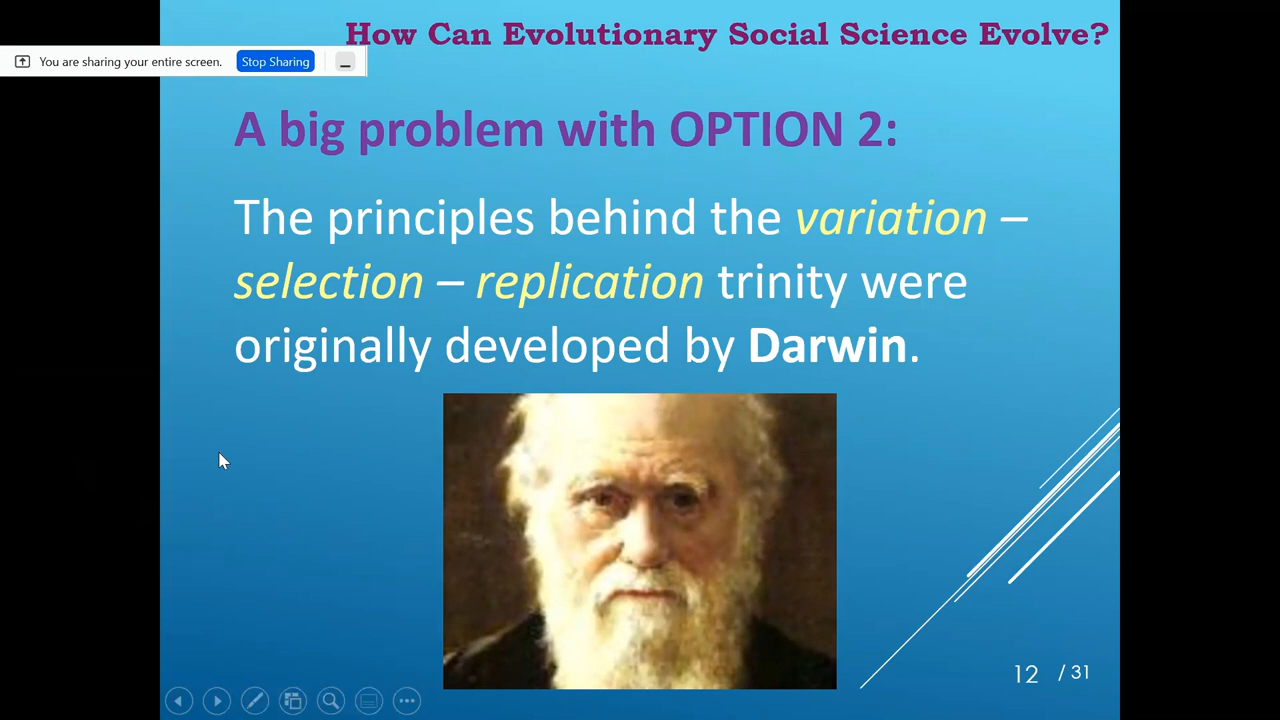 How Can Evolutionary Social Science Evolve?
You are sharing your entire screen. Stop Sharing
A big problem with OPTION 2:
The principles behind the variation –
selection – replication trinity were
originally developed by Darwin.
12 / 31